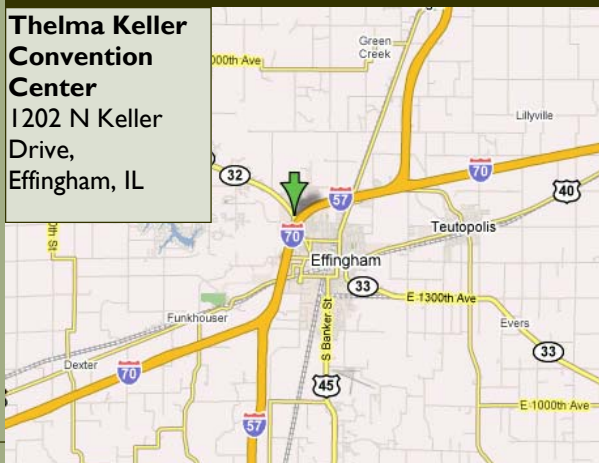 Thelma Keller
Convention
Center
1202 N Keller
Drive,
Effingham, IL
Green
Creek
000th Ave
Lillyville
32
70
57
40
70
Teutopolis
Effingham
33
E 1300th Ave
Funkhouser
S Banker St
Evers
33
Dexter
70
45
E 1000th Ave
57